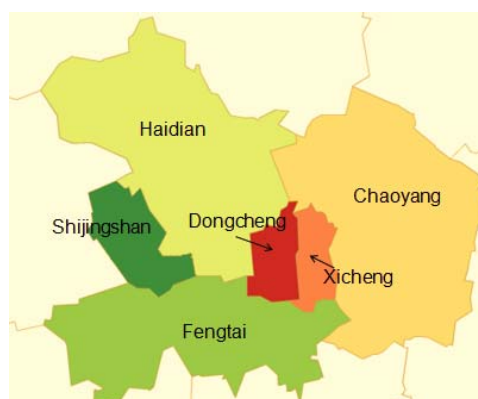 Haidian
Chaoyang
Dongcheng
Shijingshan
Xicheng
Fengtai